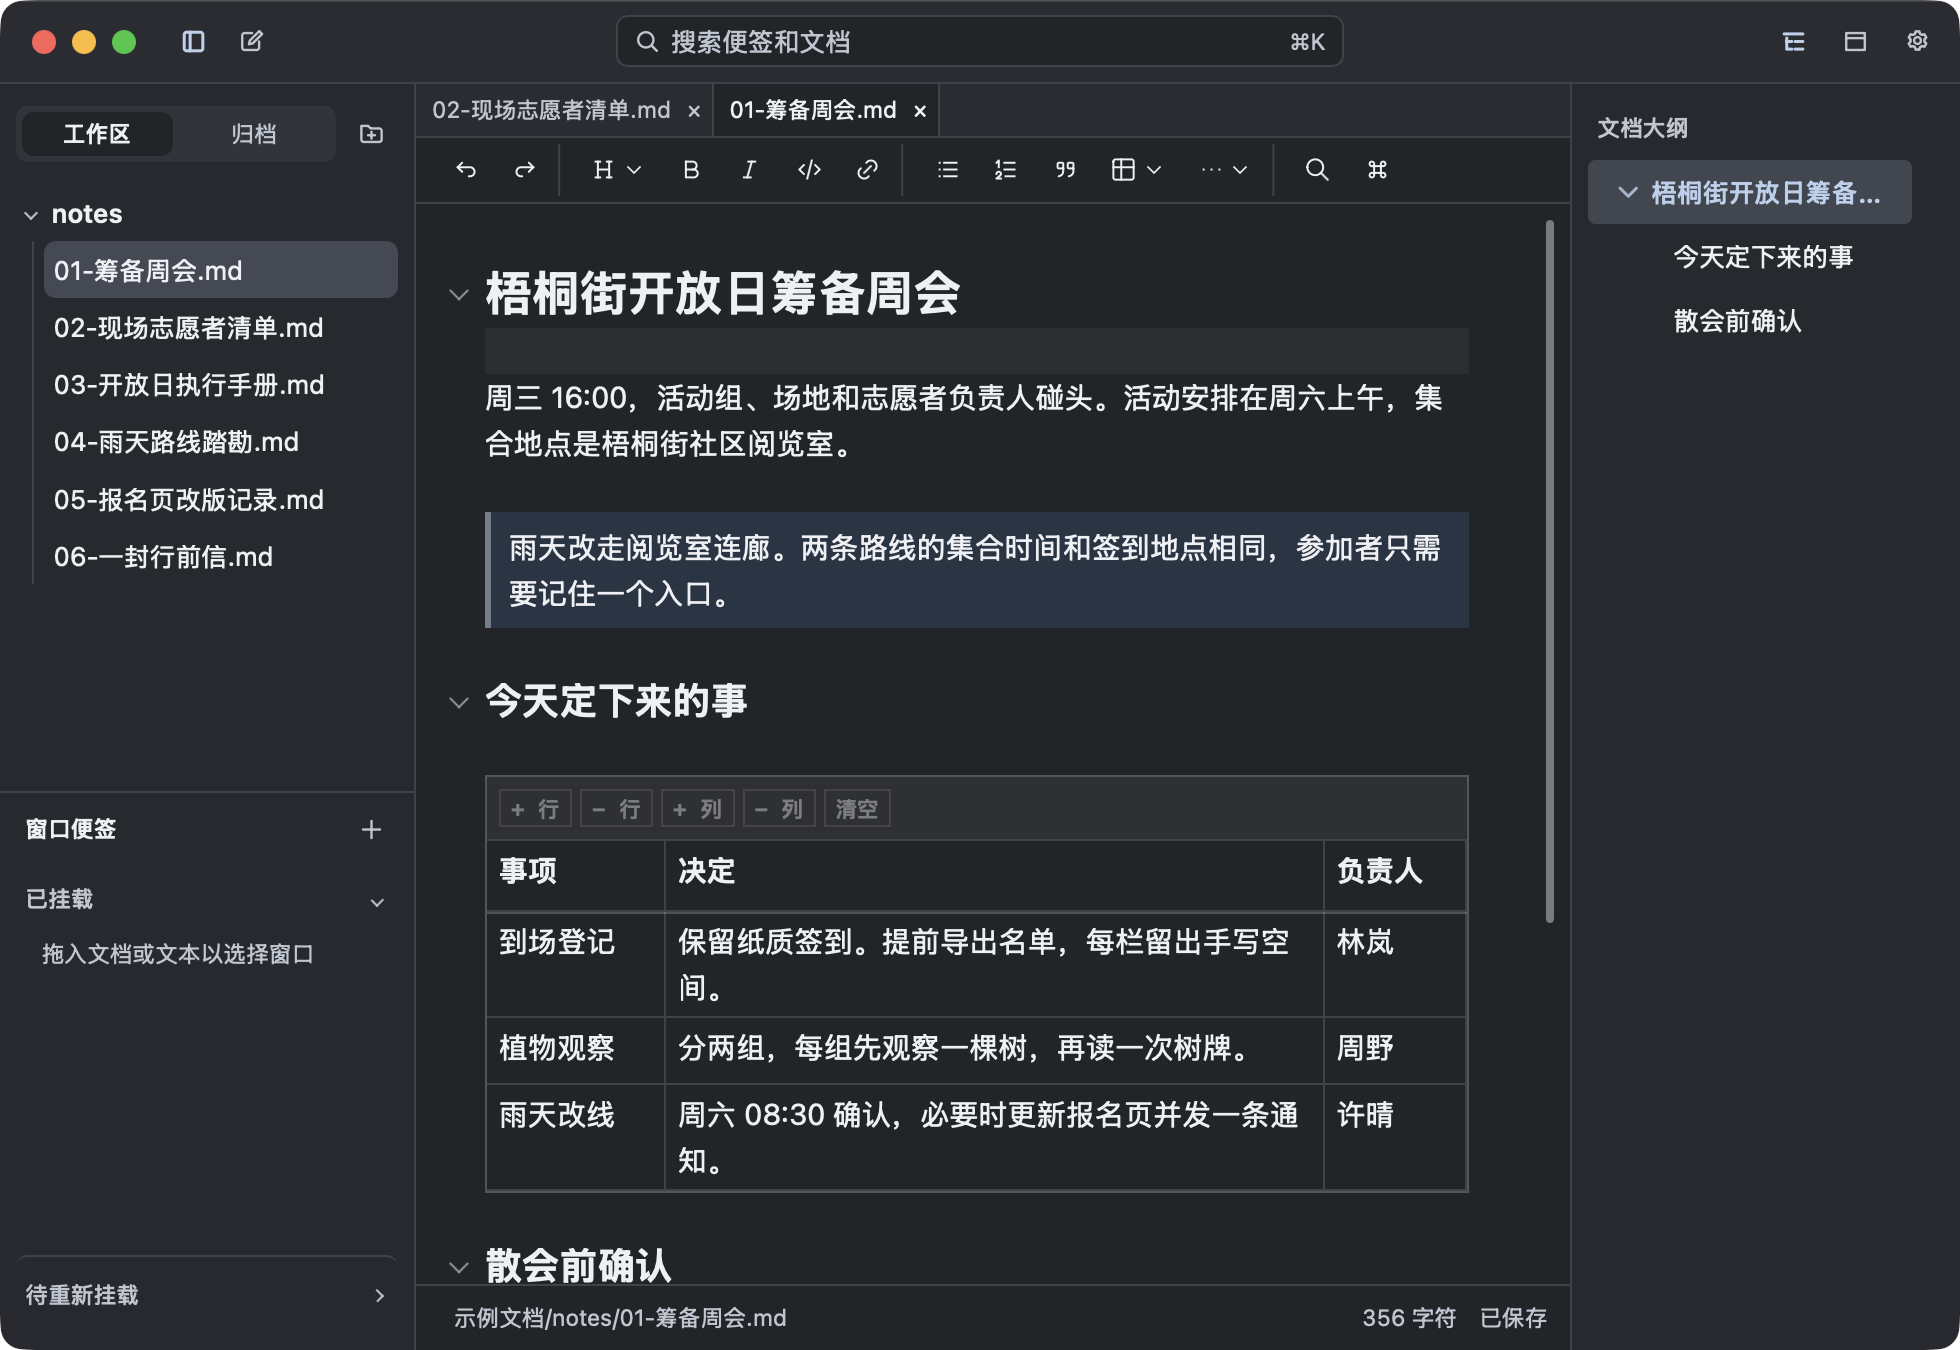 搜索便签和文档
⌘K
工作区
归档
notes
01-筹备周会.md
02-现场志愿者清单.md
03-开放日执行手册.md
04-雨天路线踏勘.md
05-报名页改版记录.md
06-一封行前信.md
窗口便签
已挂载
拖入文档或文本以选择窗口
待重新挂载
02-现场志愿者清单.md ×
01-筹备周会.md ×
H
B
I
</>
⌘
梧桐街开放日筹备周会
周三 16:00，活动组、场地和志愿者负责人碰头。活动安排在周六上午，集
合地点是梧桐街社区阅览室。
雨天改走阅览室连廊。两条路线的集合时间和签到地点相同，参加者只需
要记住一个入口。
今天定下来的事
+ 行
− 行
+ 列
− 列
清空
事项 决定 负责人
到场登记 保留纸质签到。提前导出名单，每栏留出手写空 林岚
间。
植物观察 分两组，每组先观察一棵树，再读一次树牌。 周野
雨天改线 周六 08:30 确认，必要时更新报名页并发一条通 许晴
知。
散会前确认
示例文档/notes/01-筹备周会.md
356 字符
已保存
文档大纲
梧桐街开放日筹备...
今天定下来的事
散会前确认